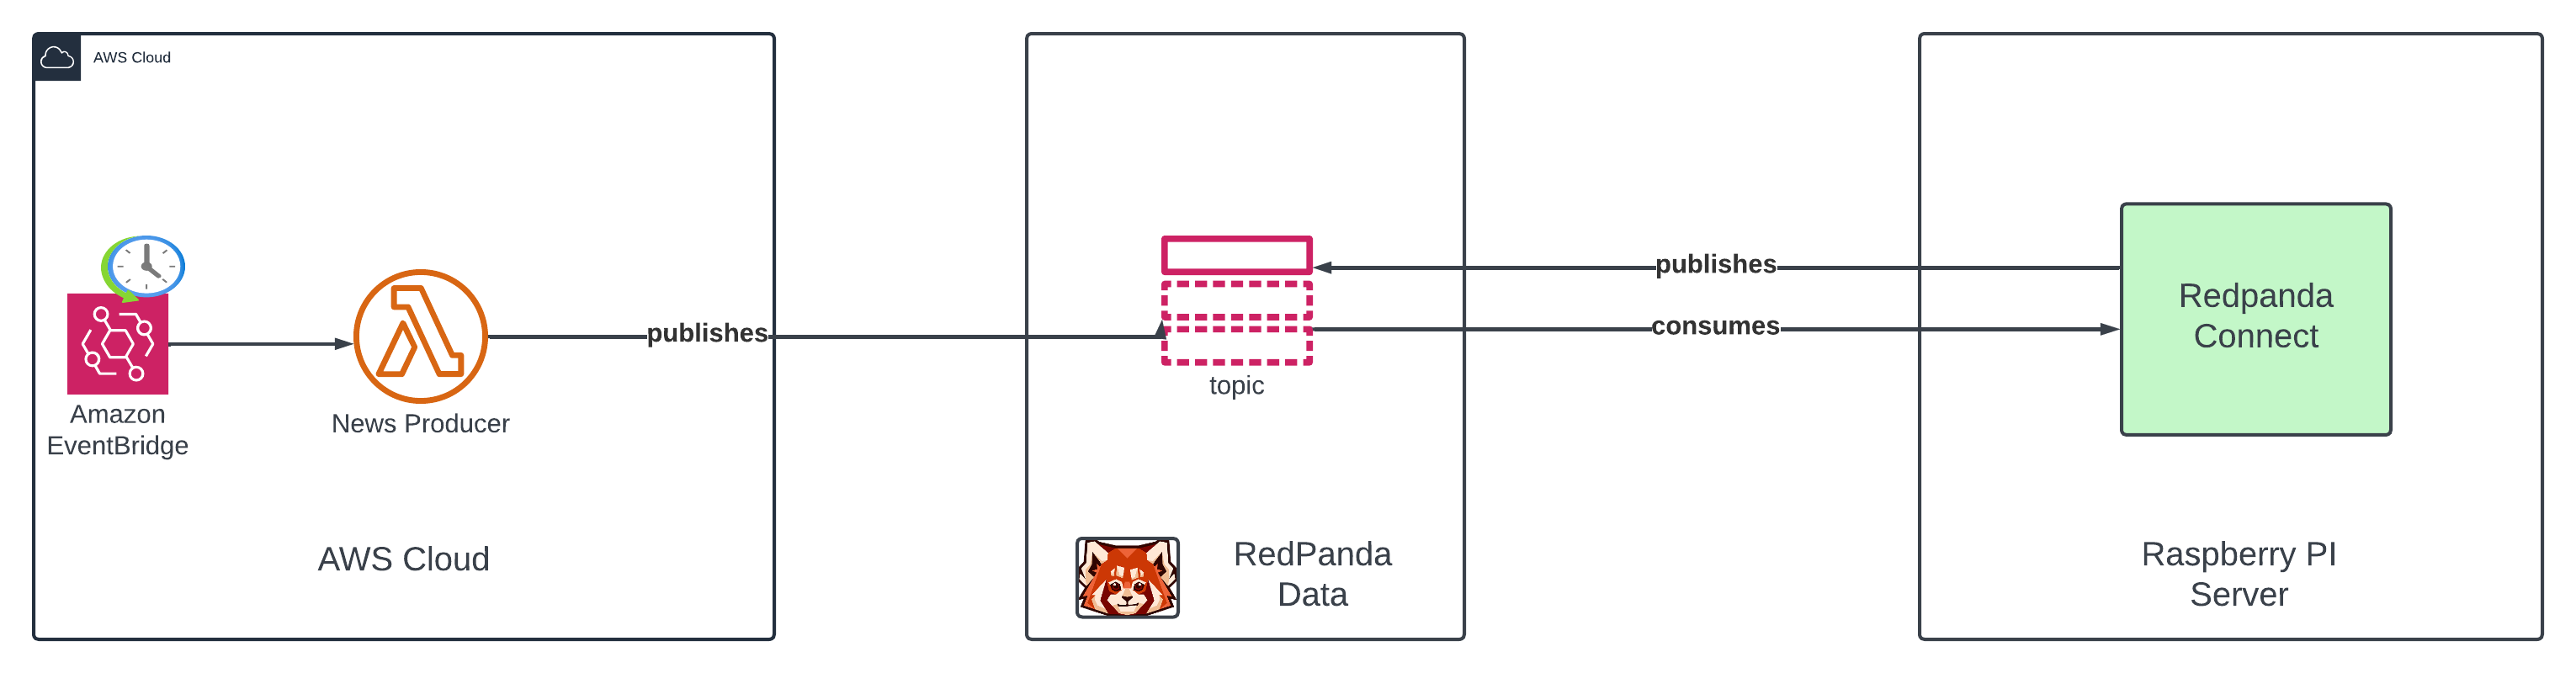 AWS Cloud
Amazon
EventBridge
News Producer
publishes
AWS Cloud
topic
RedPanda
Data
publishes
consumes
Redpanda
Connect
Raspberry PI
Server